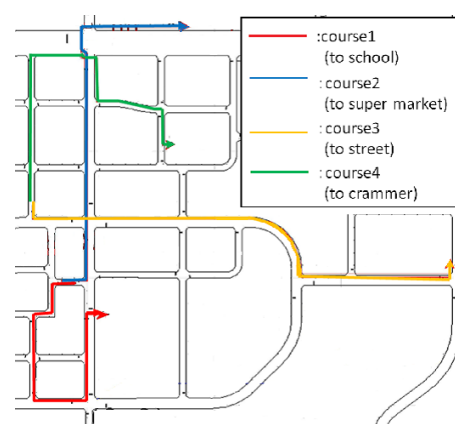 :course1
(to school)
:course2
(to super market)
:course3
(to street)
:course4
(to crammer)